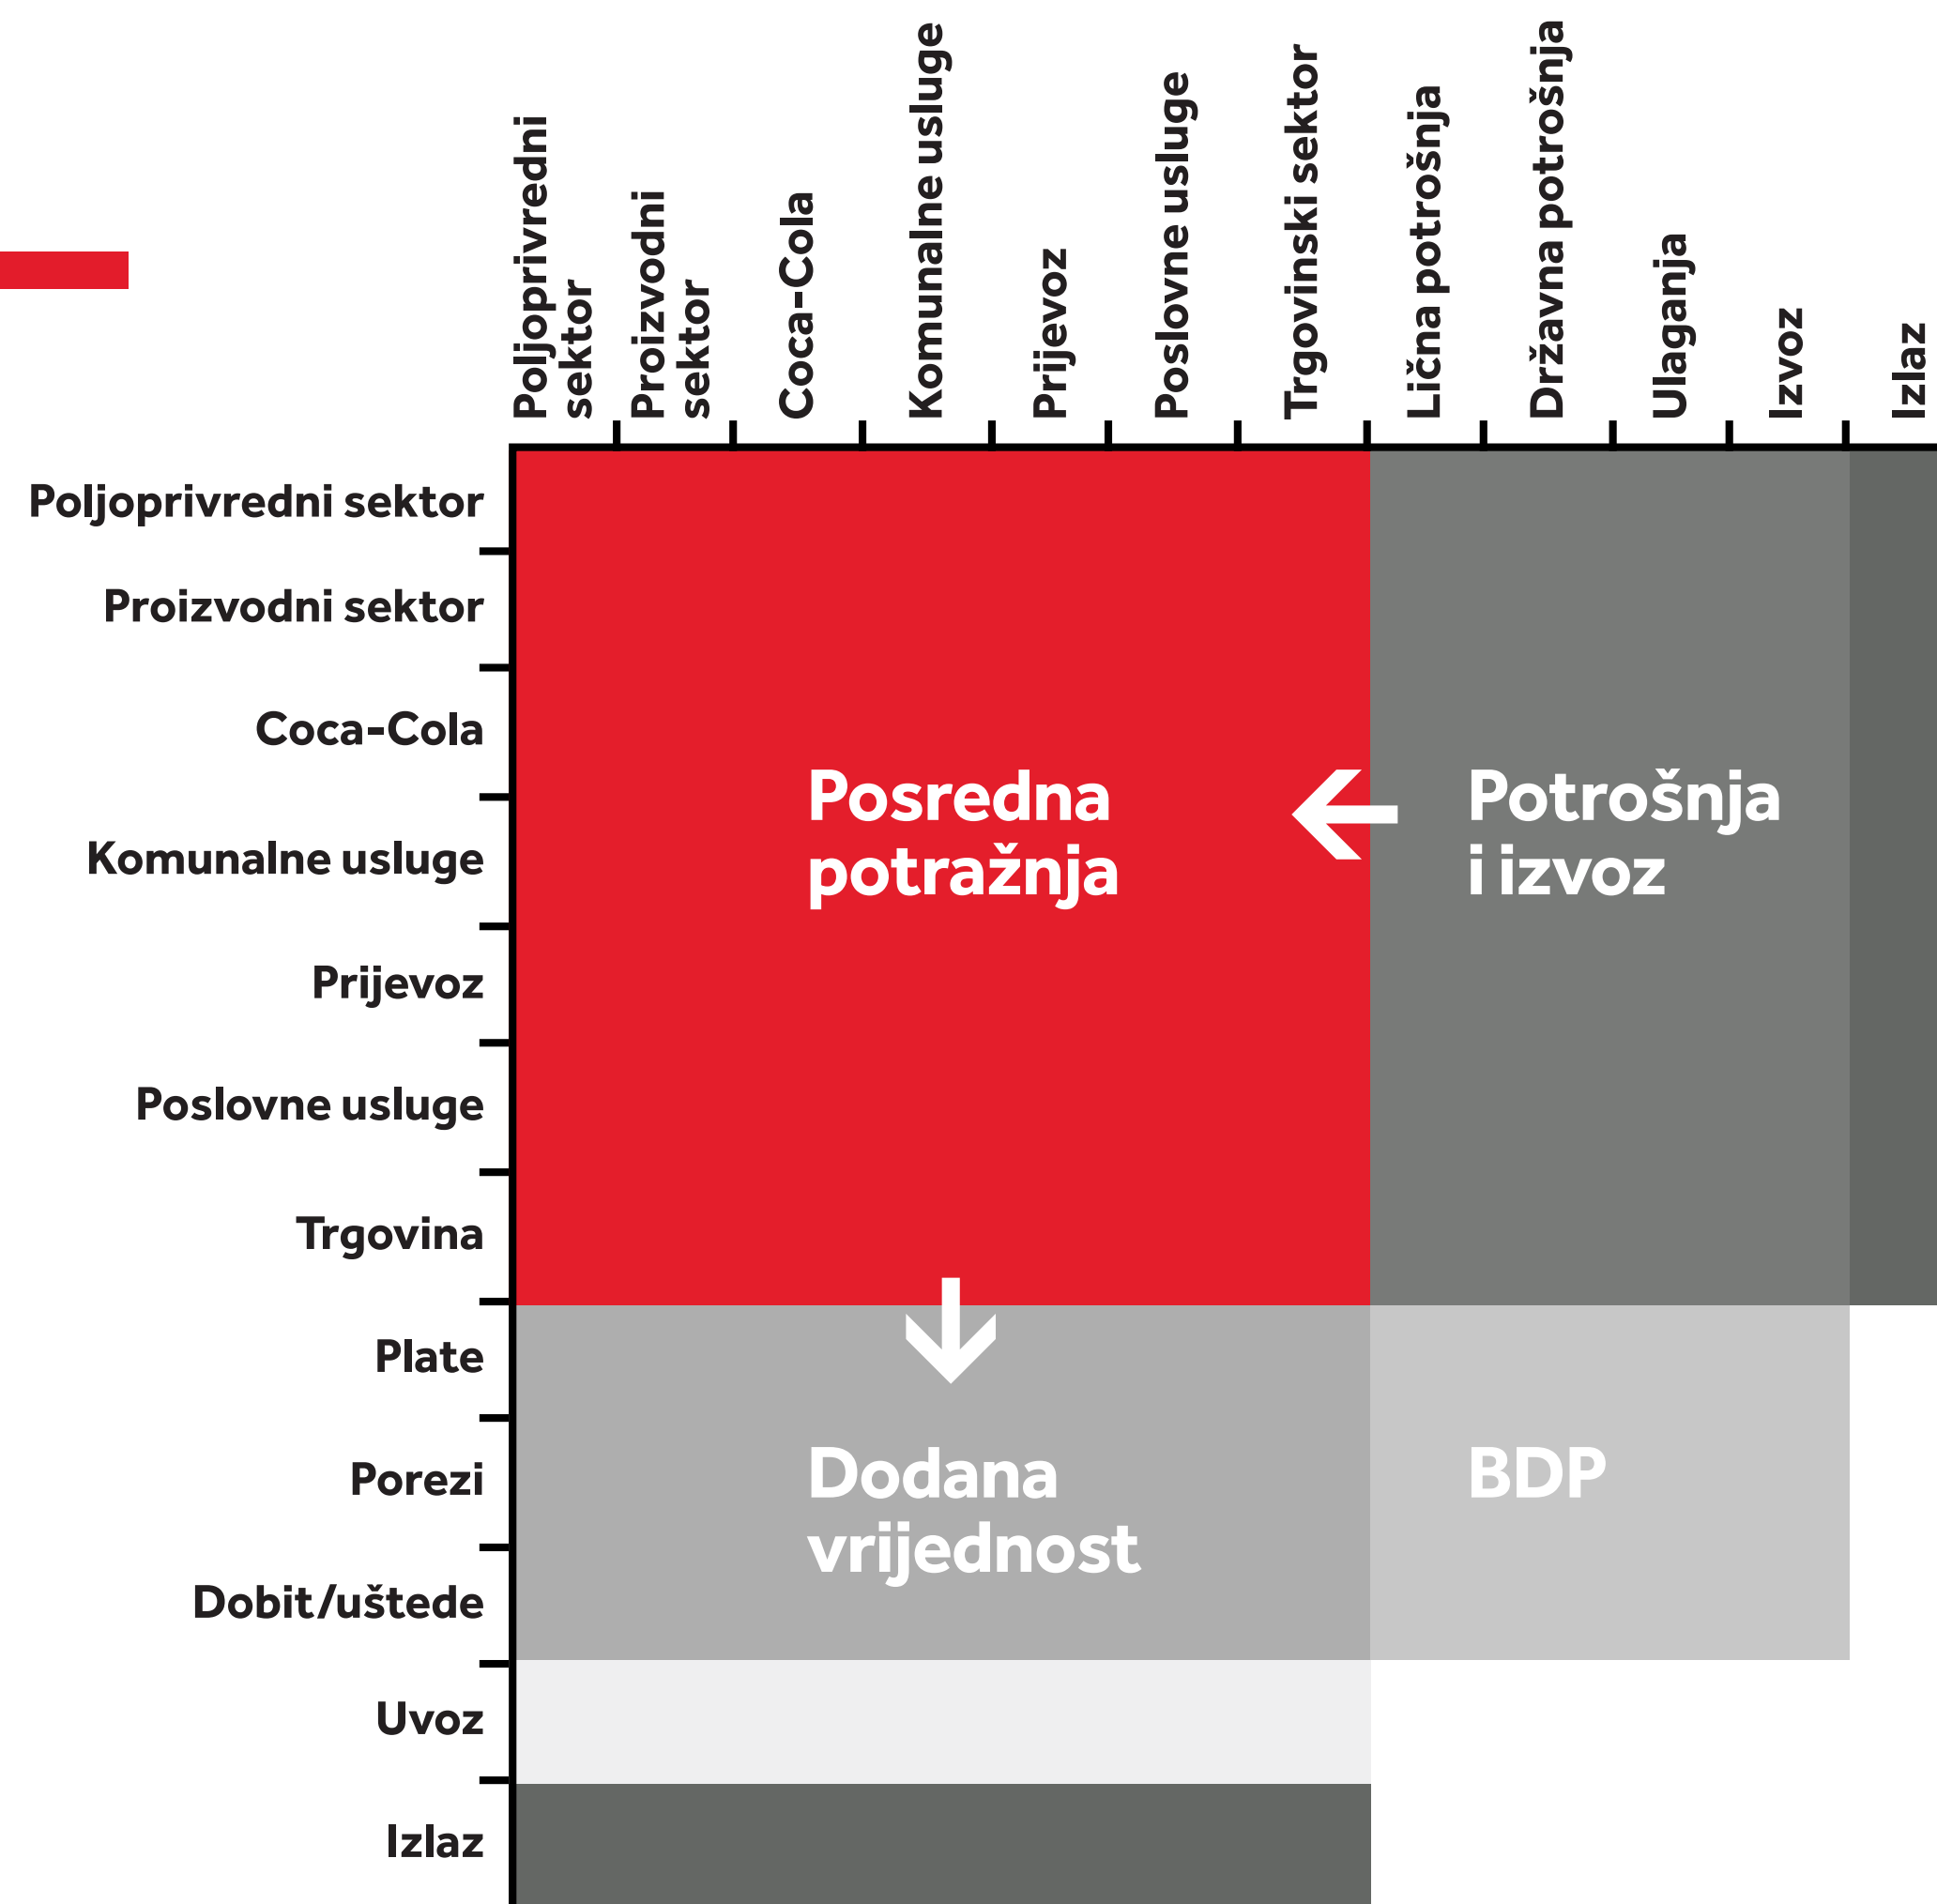 Poljoprivredni
sektor
Proizvodni
sektor
Coca-Cola
Komunalne usluge
Prijevoz
Poslovne usluge
Trgovinski sektor
Lična potrošnja
Državna potrošnja
Ulaganja
Izvoz
Izlaz
Poljoprivredni sektor
Proizvodni sektor
Coca-Cola
Komunalne usluge
Prijevoz
Poslovne usluge
Trgovina
Plate
Porezi
Dobit/uštede
Uvoz
Izlaz
Posredna
potražnja
Potrošnja
i izvoz
Dodana
vrijednost
BDP